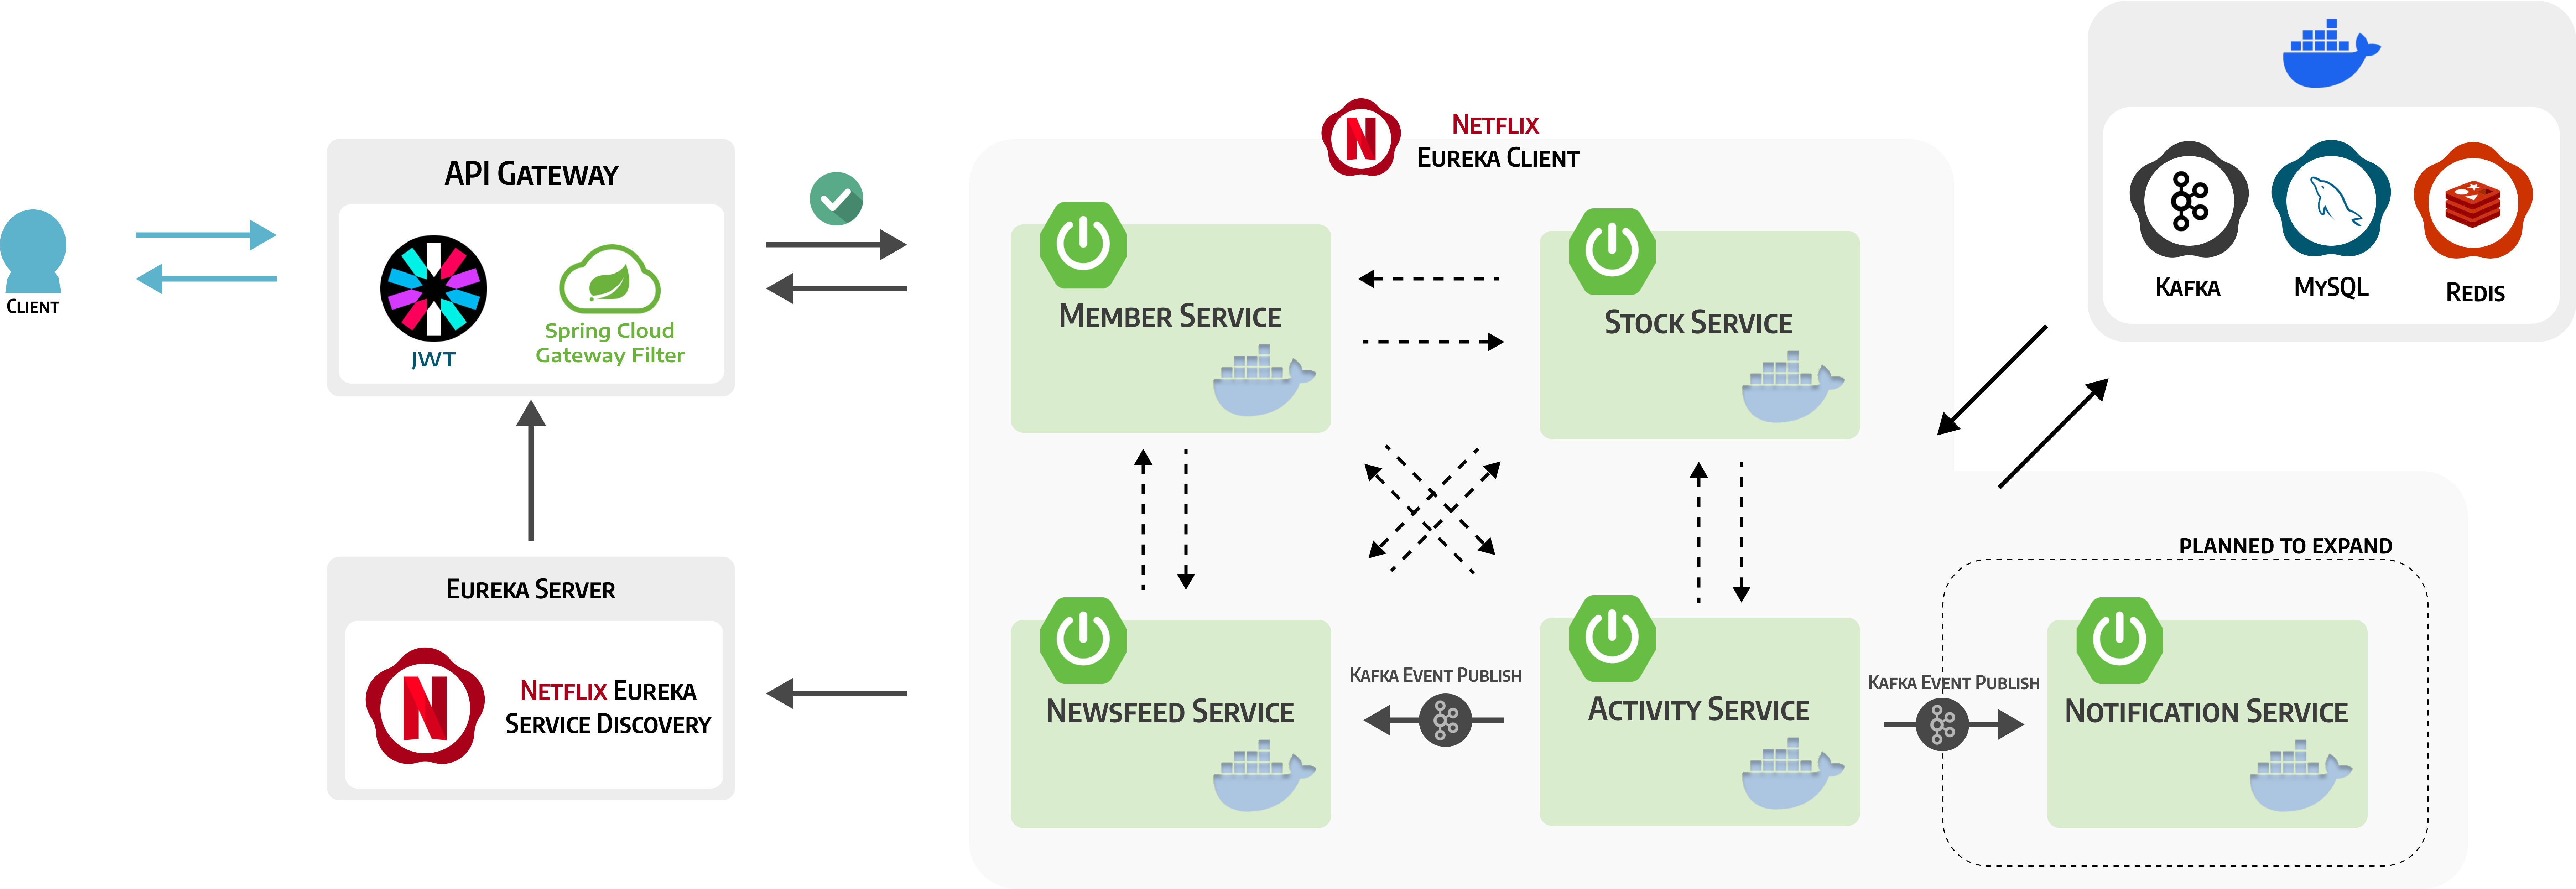 CLIENT
API GATEWAY
JWT
Spring Cloud
Gateway Filter
EUREKA SERVER
NETFLIX EUREKA
SERVICE DISCOVERY
NETFLIX
EUREKA CLIENT
MEMBER SERVICE
STOCK SERVICE
NEWSFEED SERVICE
KAFKA EVENT PUBLISH
ACTIVITY SERVICE
KAFKA EVENT PUBLISH
PLANNED TO EXPAND
NOTIFICATION SERVICE
KAFKA
MYSQL
REDIS